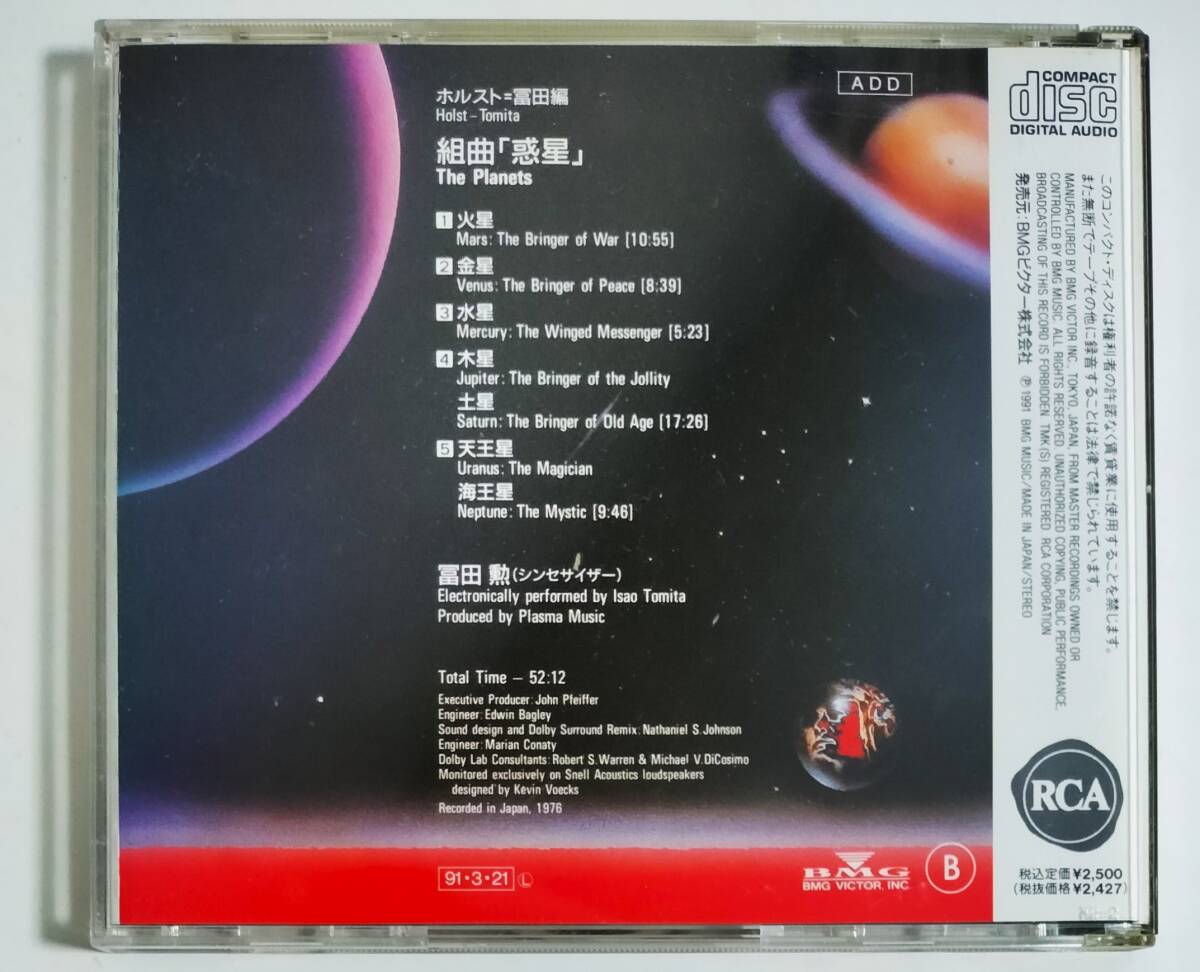 ホルスト=冨田編
Holst-Tomita
組曲「惑星」
The Planets
1 火星
Mars: The Bringer of War [10:55]
2 金星
Venus: The Bringer of Peace [8:39]
3 水星
Mercury: The Winged Messenger [5:23]
4 木星
Jupiter: The Bringer of the Jollity
土星
Saturn: The Bringer of Old Age [17:26]
5 天王星
Uranus: The Magician
海王星
Neptune: The Mystic [9:46]
冨田 勲(シンセサイザー)
Electronically performed by Isao Tomita
Produced by Plasma Music
Total Time – 52:12
Executive Producer: John Pfeiffer
Engineer: Edwin Bagley
Sound design and Dolby Surround Remix: Nathaniel S. Johnson
Engineer: Marian Conaty
Dolby Lab Consultants: Robert S. Warren & Michael V. DiCosimo
Monitored exclusively on Snell Acoustics loudspeakers
designed by Kevin Voecks
Recorded in Japan, 1976
91・3・21 L
BMG
BMG VICTOR, INC.
B
ADD
COMPACT
disc
DIGITAL AUDIO
このコンパクト・ディスクは権利者の許諾なく賃貸業に使用することを禁じます。
また無断でテープその他に録音することは法律で禁じられています。
MANUFACTURED BY BMG VICTOR INC., TOKYO, JAPAN, FROM MASTER RECORDINGS OWNED OR
CONTROLLED BY BMG MUSIC. ALL RIGHTS RESERVED. UNAUTHORIZED COPYING, PUBLIC PERFORMANCE,
BROADCASTING OF THIS RECORD IS FORBIDDEN. TMK(S) REGISTERED RCA CORPORATION
発売元:BMGビクター株式会社 ℗ 1991 BMG MUSIC/MADE IN JAPAN/STEREO
RCA
税込定価¥2,500
(税抜価格¥2,427)